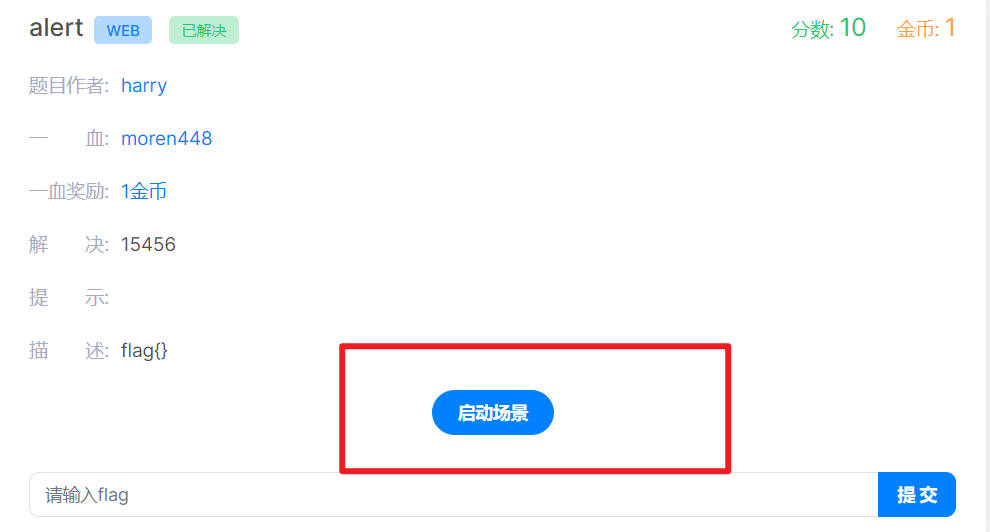 alert WEB 已解决 分数: 10 金币: 1
题目作者: harry
一 血: moren448
一血奖励: 1金币
解 决: 15456
提 示:
描 述: flag{}
启动场景
请输入flag 提 交